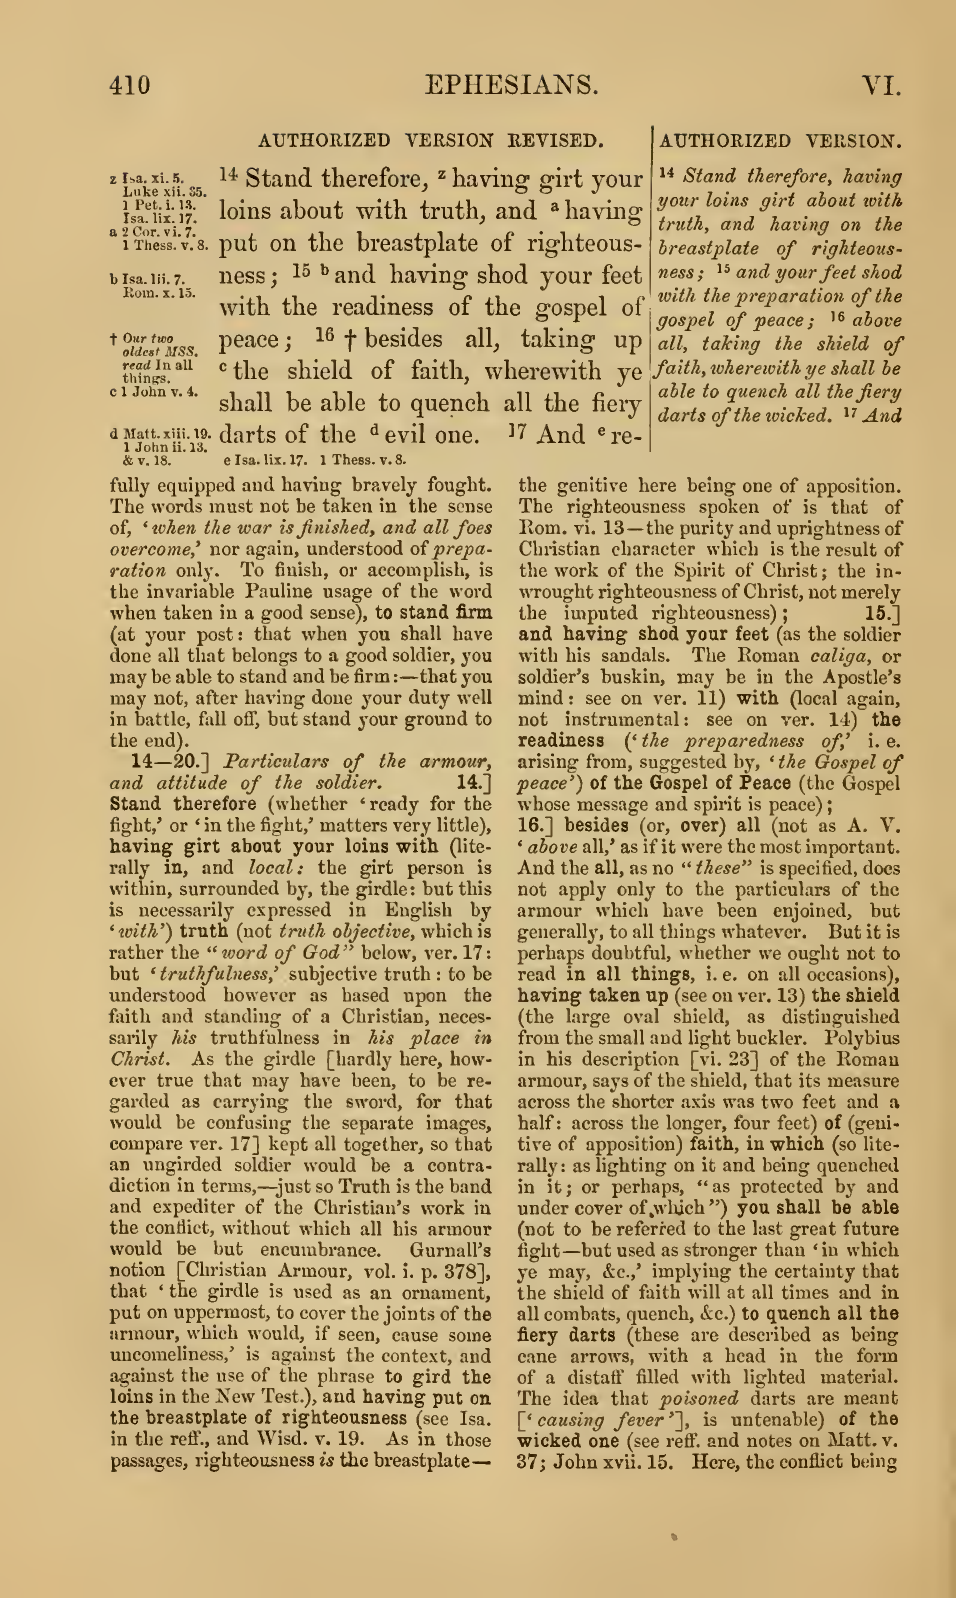 410 EPHESIANS. VI.
AUTHORIZED VERSION REVISED.
z Isa. xi. 5.
Luke xii. 35.
1 Pet. i. 13.
Isa. lix. 17.
a 2 Cor. vi. 7.
1 Thess. v. 8.
b Isa. lii. 7.
Rom. x. 15.
† Our two
oldest MSS.
read In all
things.
c 1 John v. 4.
d Matt. xiii. 19.
1 John ii. 13.
& v. 18.
14 Stand therefore, z having girt your
loins about with truth, and a having
put on the breastplate of righteous-
ness; 15 b and having shod your feet
with the readiness of the gospel of
peace; 16 † besides all, taking up
c the shield of faith, wherewith ye
shall be able to quench all the fiery
darts of the d evil one. 17 And e re-
e Isa. lix. 17. 1 Thess. v. 8.
AUTHORIZED VERSION.
14 Stand therefore, having
your loins girt about with
truth, and having on the
breastplate of righteous-
ness; 15 and your feet shod
with the preparation of the
gospel of peace; 16 above
all, taking the shield of
faith, wherewith ye shall be
able to quench all the fiery
darts of the wicked. 17 And
fully equipped and having bravely fought.
The words must not be taken in the sense
of, ‘when the war is finished, and all foes
overcome,’ nor again, understood of prepa-
ration only. To finish, or accomplish, is
the invariable Pauline usage of the word
when taken in a good sense), to stand firm
(at your post: that when you shall have
done all that belongs to a good soldier, you
may be able to stand and be firm:—that you
may not, after having done your duty well
in battle, fall off, but stand your ground to
the end).
14—20.] Particulars of the armour,
and attitude of the soldier. 14.]
Stand therefore (whether ‘ready for the
fight,’ or ‘in the fight,’ matters very little),
having girt about your loins with (lite-
rally in, and local: the girt person is
within, surrounded by, the girdle: but this
is necessarily expressed in English by
‘with’) truth (not truth objective, which is
rather the “word of God” below, ver. 17:
but ‘truthfulness,’ subjective truth: to be
understood however as based upon the
faith and standing of a Christian, neces-
sarily his truthfulness in his place in
Christ. As the girdle [hardly here, how-
ever true that may have been, to be re-
garded as carrying the sword, for that
would be confusing the separate images,
compare ver. 17] kept all together, so that
an ungirded soldier would be a contra-
diction in terms,—just so Truth is the band
and expediter of the Christian’s work in
the conflict, without which all his armour
would be but encumbrance. Gurnall’s
notion [Christian Armour, vol. i. p. 378],
that ‘the girdle is used as an ornament,
put on uppermost, to cover the joints of the
armour, which would, if seen, cause some
uncomeliness,’ is against the context, and
against the use of the phrase to gird the
loins in the New Test.), and having put on
the breastplate of righteousness (see Isa.
in the reff., and Wisd. v. 19. As in those
passages, righteousness is the breastplate—
the genitive here being one of apposition.
The righteousness spoken of is that of
Rom. vi. 13—the purity and uprightness of
Christian character which is the result of
the work of the Spirit of Christ; the in-
wrought righteousness of Christ, not merely
the imputed righteousness); 15.]
and having shod your feet (as the soldier
with his sandals. The Roman caliga, or
soldier’s buskin, may be in the Apostle’s
mind: see on ver. 11) with (local again,
not instrumental: see on ver. 14) the
readiness (‘the preparedness of,’ i. e.
arising from, suggested by, ‘the Gospel of
peace’) of the Gospel of Peace (the Gospel
whose message and spirit is peace);
16.] besides (or, over) all (not as A. V.
‘above all,’ as if it were the most important.
And the all, as no “these” is specified, does
not apply only to the particulars of the
armour which have been enjoined, but
generally, to all things whatever. But it is
perhaps doubtful, whether we ought not to
read in all things, i. e. on all occasions),
having taken up (see on ver. 13) the shield
(the large oval shield, as distinguished
from the small and light buckler. Polybius
in his description [vi. 23] of the Roman
armour, says of the shield, that its measure
across the shorter axis was two feet and a
half: across the longer, four feet) of (geni-
tive of apposition) faith, in which (so lite-
rally: as lighting on it and being quenched
in it; or perhaps, “as protected by and
under cover of which”) you shall be able
(not to be referred to the last great future
fight—but used as stronger than ‘in which
ye may, &c.,’ implying the certainty that
the shield of faith will at all times and in
all combats, quench, &c.) to quench all the
fiery darts (these are described as being
cane arrows, with a head in the form
of a distaff filled with lighted material.
The idea that poisoned darts are meant
[‘causing fever’], is untenable) of the
wicked one (see reff. and notes on Matt. v.
37; John xvii. 15. Here, the conflict being